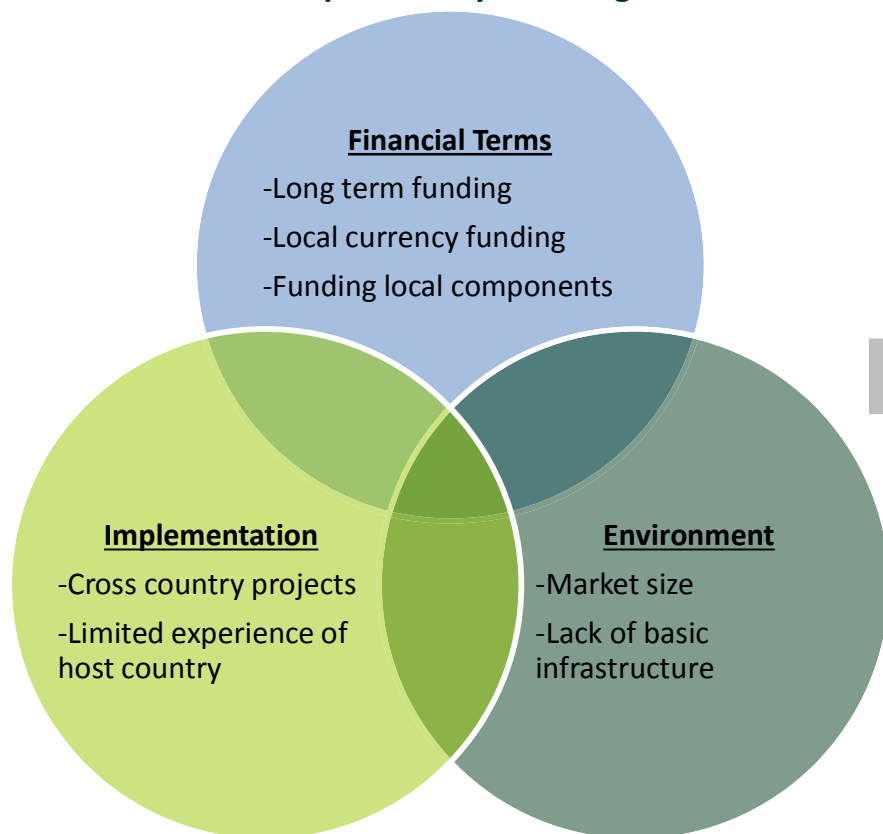 Financial Terms
-Long term funding
-Local currency funding
-Funding local components
Implementation
-Cross country projects
-Limited experience of
host country
Environment
-Market size
-Lack of basic
infrastructure